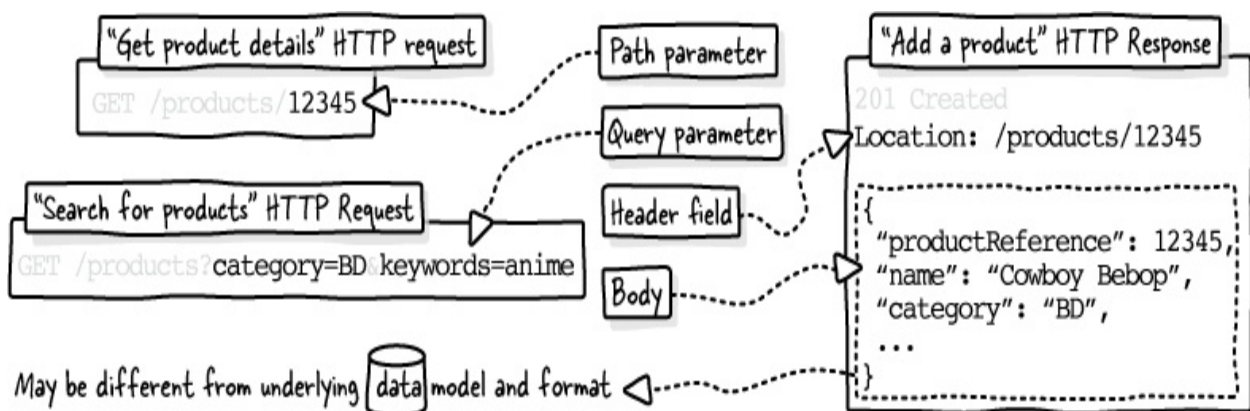 "Get product details" HTTP request
GET /products/12345
"Search for products" HTTP Request
GET /products?category=BD&keywords=anime
Path parameter
Query parameter
Header field
Body
"Add a product" HTTP Response
201 Created
Location: /products/12345
{
"productReference": 12345,
"name": "Cowboy Bebop",
"category": "BD",
...
}
May be different from underlying data model and format